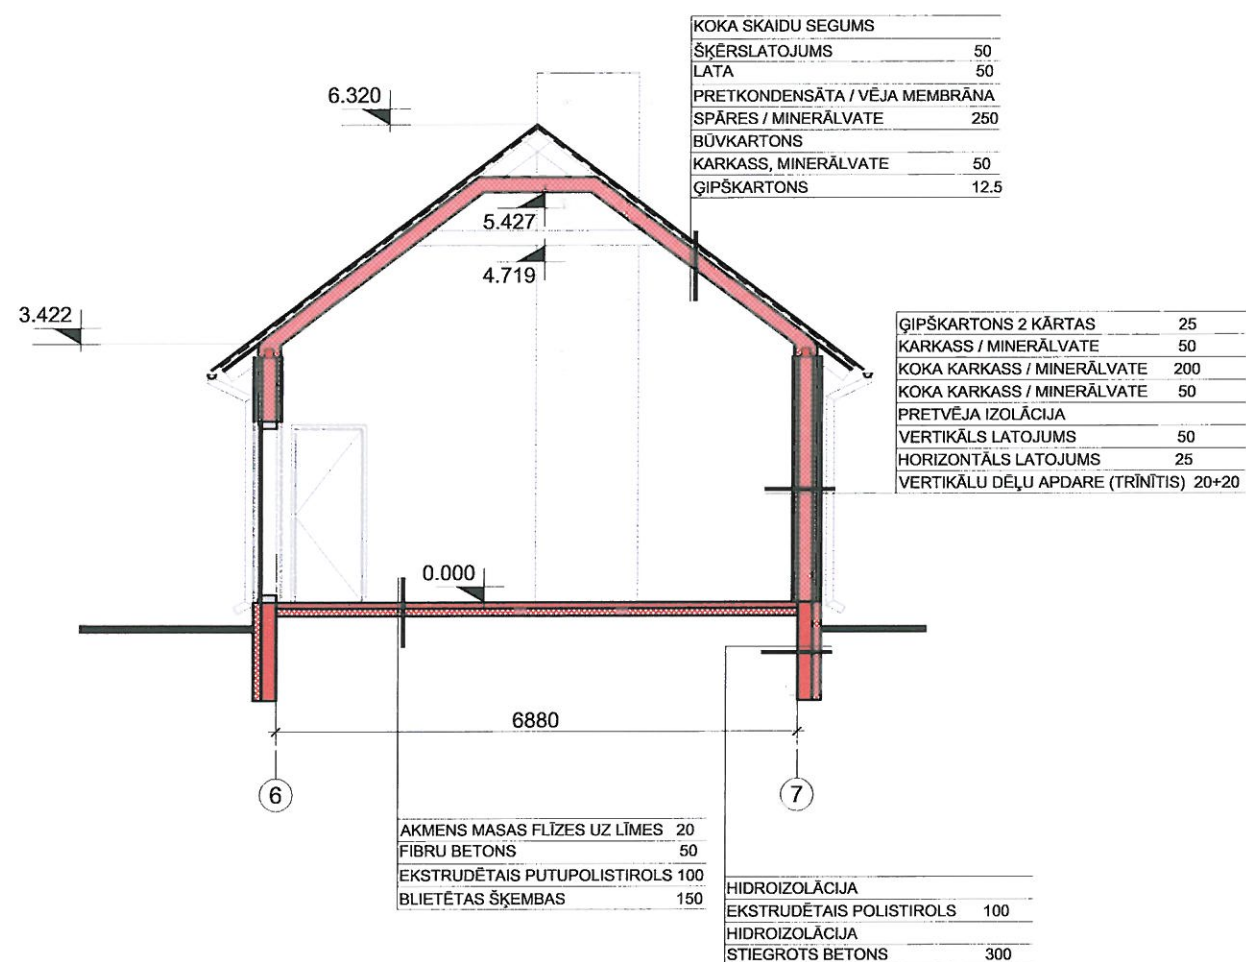 KOKA SKAIDU SEGUMS
ŠĶĒRSLATOJUMS 50
LATA 50
PRETKONDENSĀTA / VĒJA MEMBRĀNA
SPĀRES / MINERĀLVATE 250
BŪVKARTONS
KARKASS, MINERĀLVATE 50
ĢIPŠKARTONS 12.5
6.320
5.427
4.719
3.422
ĢIPŠKARTONS 2 KĀRTAS 25
KARKASS / MINERĀLVATE 50
KOKA KARKASS / MINERĀLVATE 200
KOKA KARKASS / MINERĀLVATE 50
PRETVĒJA IZOLĀCIJA
VERTIKĀLS LATOJUMS 50
HORIZONTĀLS LATOJUMS 25
VERTIKĀLU DĒĻU APDARE (TRĪNĪTIS) 20+20
0.000
6880
6
7
AKMENS MASAS FLĪZES UZ LĪMES 20
FIBRU BETONS 50
EKSTRUDĒTAIS PUTUPOLISTIROLS 100
BLIETĒTAS ŠĶEMBAS 150
HIDROIZOLĀCIJA
EKSTRUDĒTAIS POLISTIROLS 100
HIDROIZOLĀCIJA
STIEGROTS BETONS 300